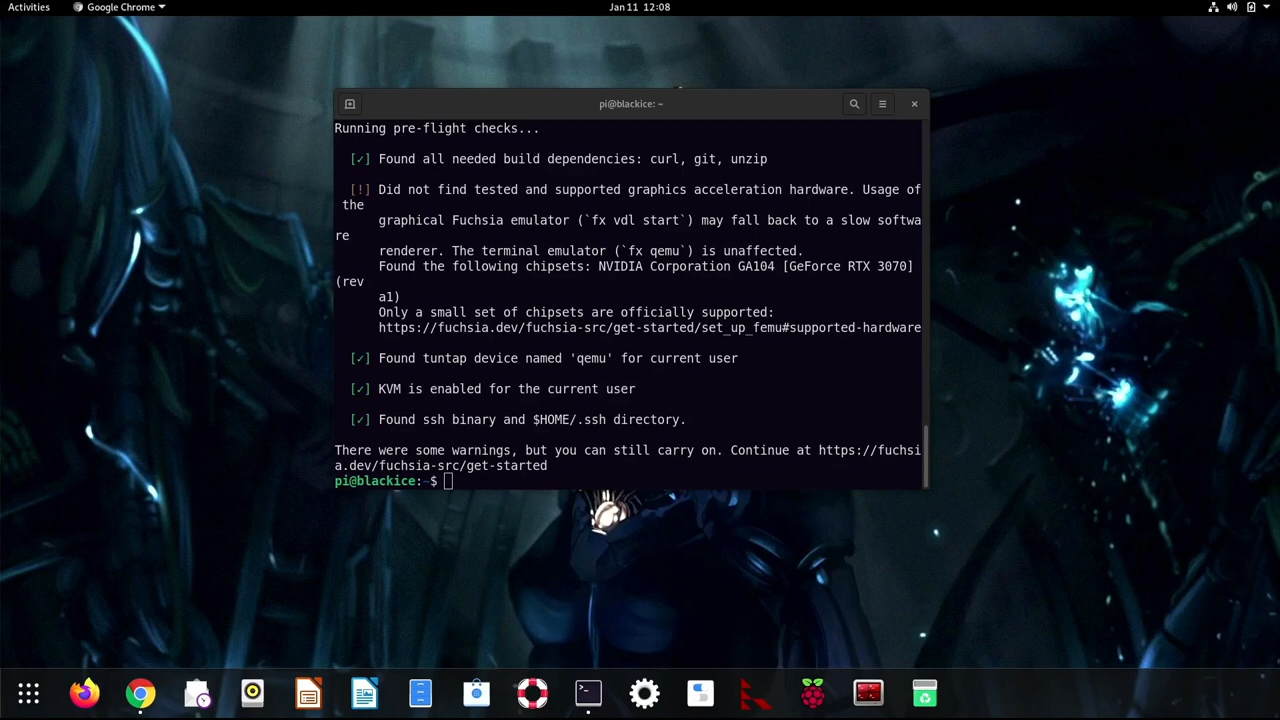 Activities Google Chrome Jan 11 12:08
pi@blackice: ~
Running pre-flight checks...
[✓] Found all needed build dependencies: curl, git, unzip
[!] Did not find tested and supported graphics acceleration hardware. Usage of
the
graphical Fuchsia emulator (`fx vdl start`) may fall back to a slow softwa
re
renderer. The terminal emulator (`fx qemu`) is unaffected.
Found the following chipsets: NVIDIA Corporation GA104 [GeForce RTX 3070]
(rev
a1)
Only a small set of chipsets are officially supported:
https://fuchsia.dev/fuchsia-src/get-started/set_up_femu#supported-hardware
[✓] Found tuntap device named 'qemu' for current user
[✓] KVM is enabled for the current user
[✓] Found ssh binary and $HOME/.ssh directory.
There were some warnings, but you can still carry on. Continue at https://fuchsi
a.dev/fuchsia-src/get-started
pi@blackice:~$